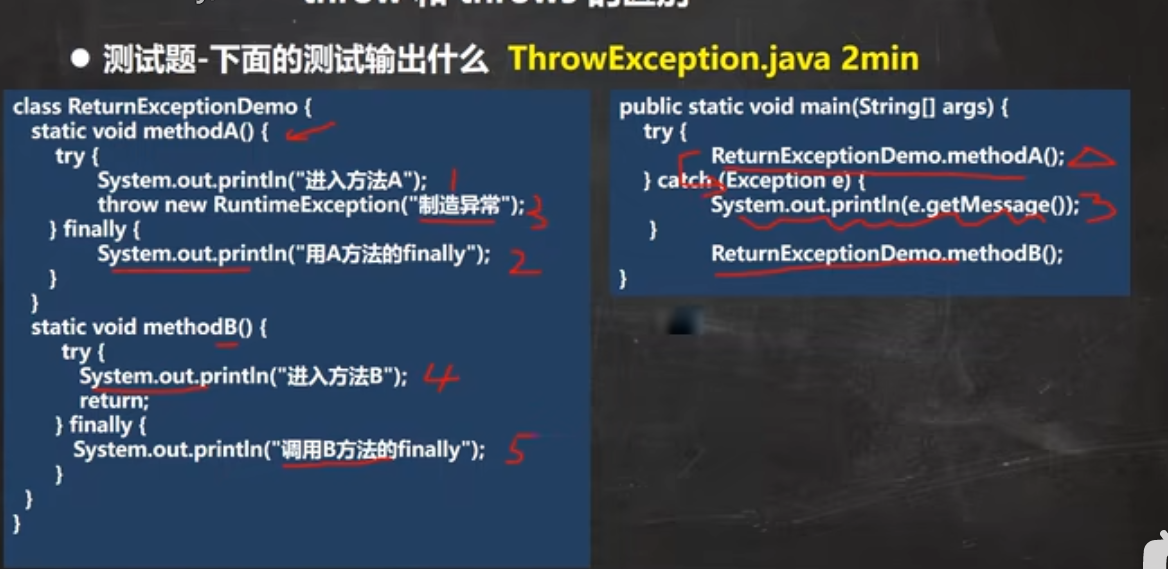 throw 和 throws 的区别
● 测试题-下面的测试输出什么 ThrowException.java 2min
class ReturnExceptionDemo {
static void methodA() {
try {
System.out.println("进入方法A"); 1
throw new RuntimeException("制造异常"); 3
} finally {
System.out.println("用A方法的finally"); 2
}
}
static void methodB() {
try {
System.out.println("进入方法B"); 4
return;
} finally {
System.out.println("调用B方法的finally"); 5
}
}
}
public static void main(String[] args) {
try {
ReturnExceptionDemo.methodA();
} catch (Exception e) {
System.out.println(e.getMessage()); 3
}
ReturnExceptionDemo.methodB();
}